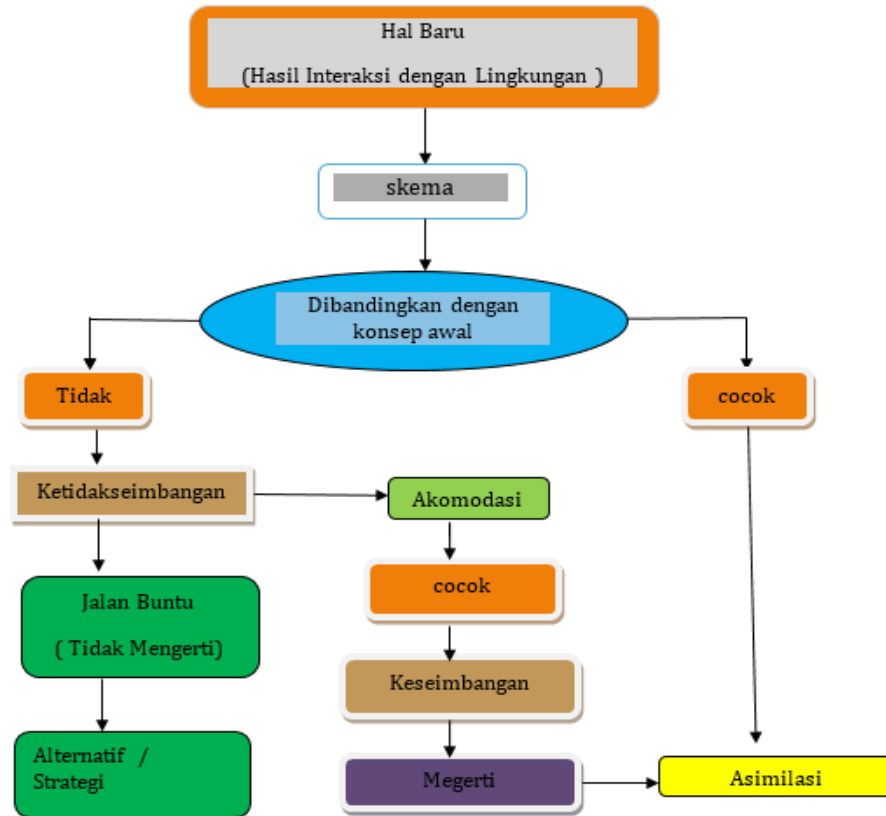 Hal Baru
(Hasil Interaksi dengan Lingkungan )
skema
Dibandingkan dengan
konsep awal
Tidak
cocok
Ketidakseimbangan
Akomodasi
Jalan Buntu
( Tidak Mengerti)
cocok
Keseimbangan
Alternatif /
Strategi
Megerti
Asimilasi